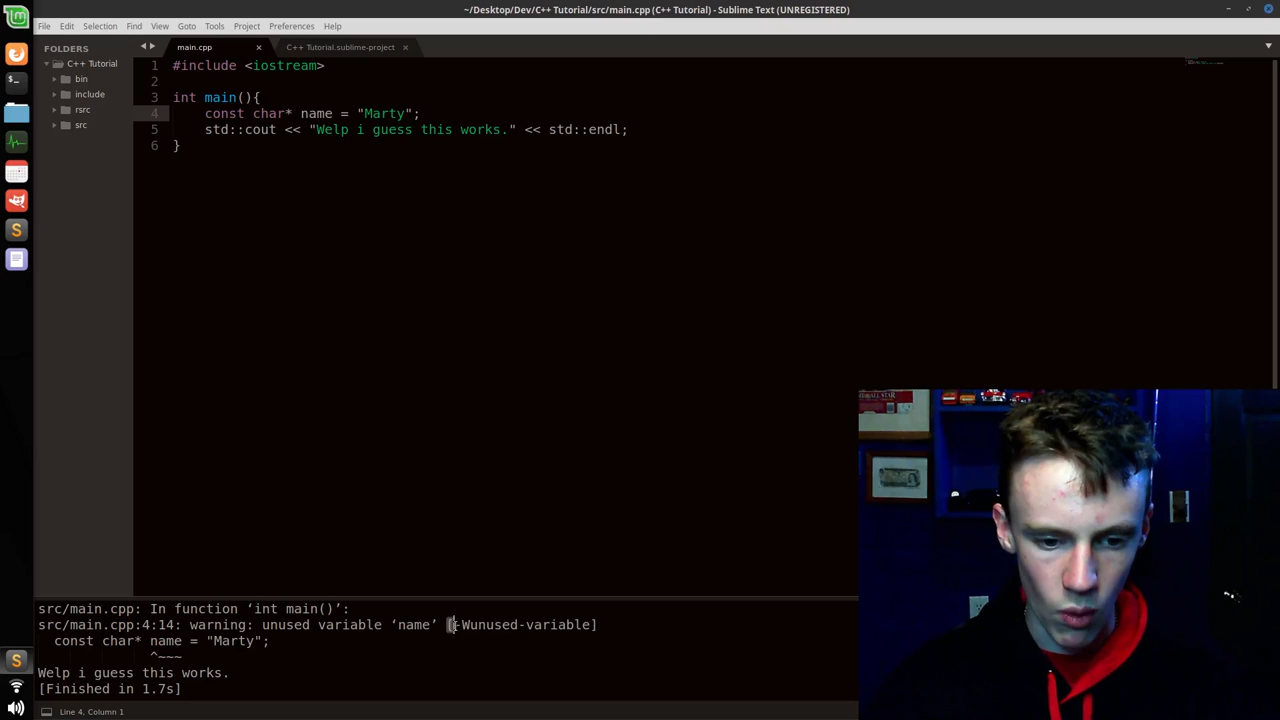 ~/Desktop/Dev/C++ Tutorial/src/main.cpp (C++ Tutorial) - Sublime Text (UNREGISTERED)
File Edit Selection Find View Goto Tools Project Preferences Help
FOLDERS
C++ Tutorial
bin
include
rsrc
src
main.cpp
C++ Tutorial.sublime-project
1 #include <iostream>
2
3 int main(){
4 const char* name = "Marty";
5 std::cout << "Welp i guess this works." << std::endl;
6 }
src/main.cpp: In function ‘int main()’:
src/main.cpp:4:14: warning: unused variable ‘name’ [-Wunused-variable]
const char* name = "Marty";
^~~~
Welp i guess this works.
[Finished in 1.7s]
Line 4, Column 1